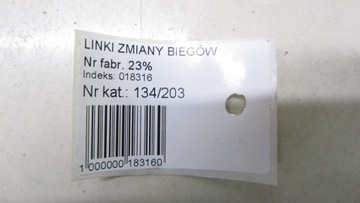 LINKI ZMIANY BIEGÓW
Nr fabr. 23%
Indeks: 018316
Nr kat.: 134/203
1 000000 183160